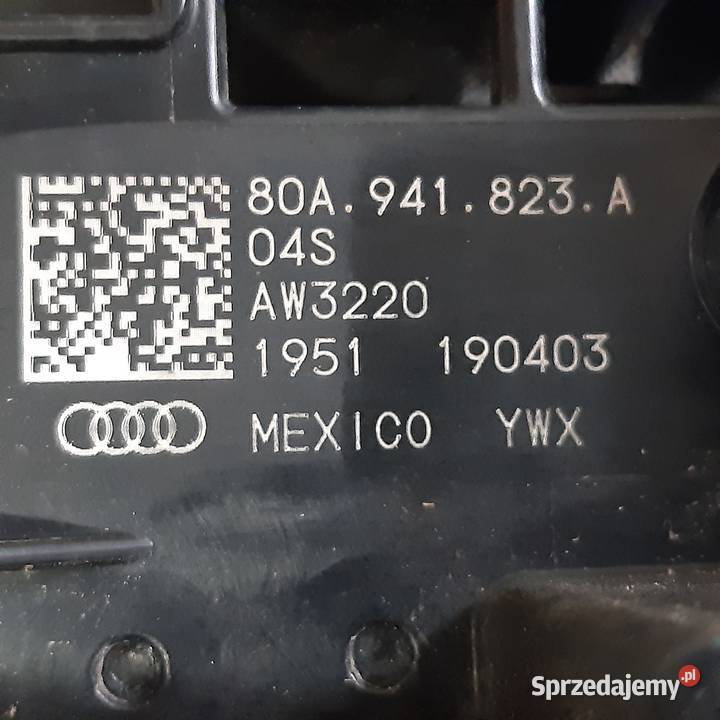 80A.941.823.A
04S
AW3220
1951 190403
MEXICO YWX
Sprzedajemy.pl